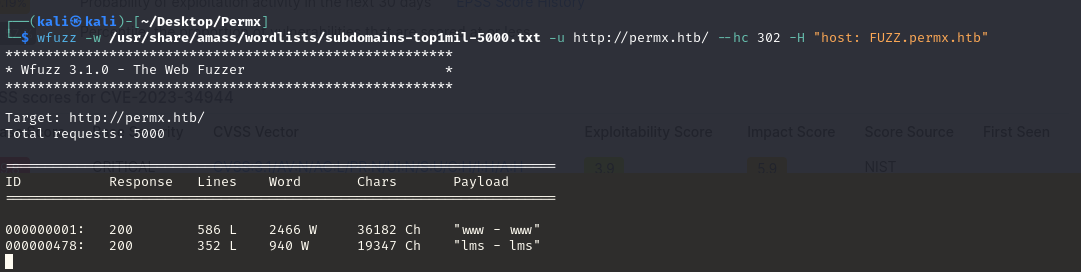 Probability of exploitation activity in the next 30 days EPSS Score History
┌──(kali㉿kali)-[~/Desktop/Permx]
└─$ wfuzz -w /usr/share/amass/wordlists/subdomains-top1mil-5000.txt -u http://permx.htb/ --hc 302 -H "host: FUZZ.permx.htb"
********************************************************
* Wfuzz 3.1.0 - The Web Fuzzer                         *
********************************************************
SS scores for CVE-2023-34944
Target: http://permx.htb/
Total requests: 5000
CVSS Vector Exploitability Score Impact Score Score Source First Seen
CRITICAL 3.9 5.9 NIST
=====================================================================
ID           Response   Lines    Word       Chars       Payload
=====================================================================
000000001:   200        586 L    2466 W     36182 Ch    "www - www"
000000478:   200        352 L    940 W      19347 Ch    "lms - lms"